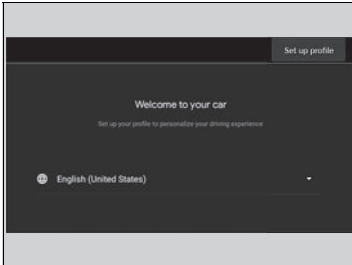 Set up profile
Welcome to your car
Set up your profile to personalize your driving experience
English (United States)